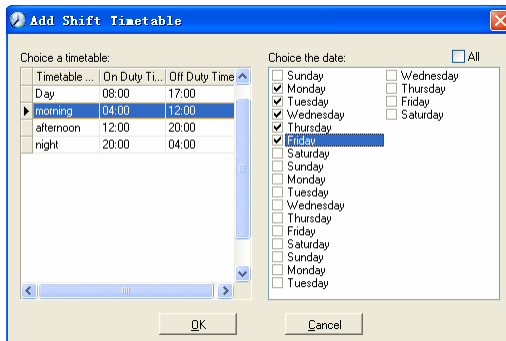 Add Shift Timetable
Choice a timetable:
Timetable ... On Duty Ti... Off Duty Time
Day 08:00 17:00
morning 04:00 12:00
afternoon 12:00 20:00
night 20:00 04:00
Choice the date:
All
Sunday
Monday
Tuesday
Wednesday
Thursday
Friday
Saturday
Sunday
Monday
Tuesday
Wednesday
Thursday
Friday
Saturday
Sunday
Monday
Tuesday
Wednesday
Thursday
Friday
Saturday
OK
Cancel